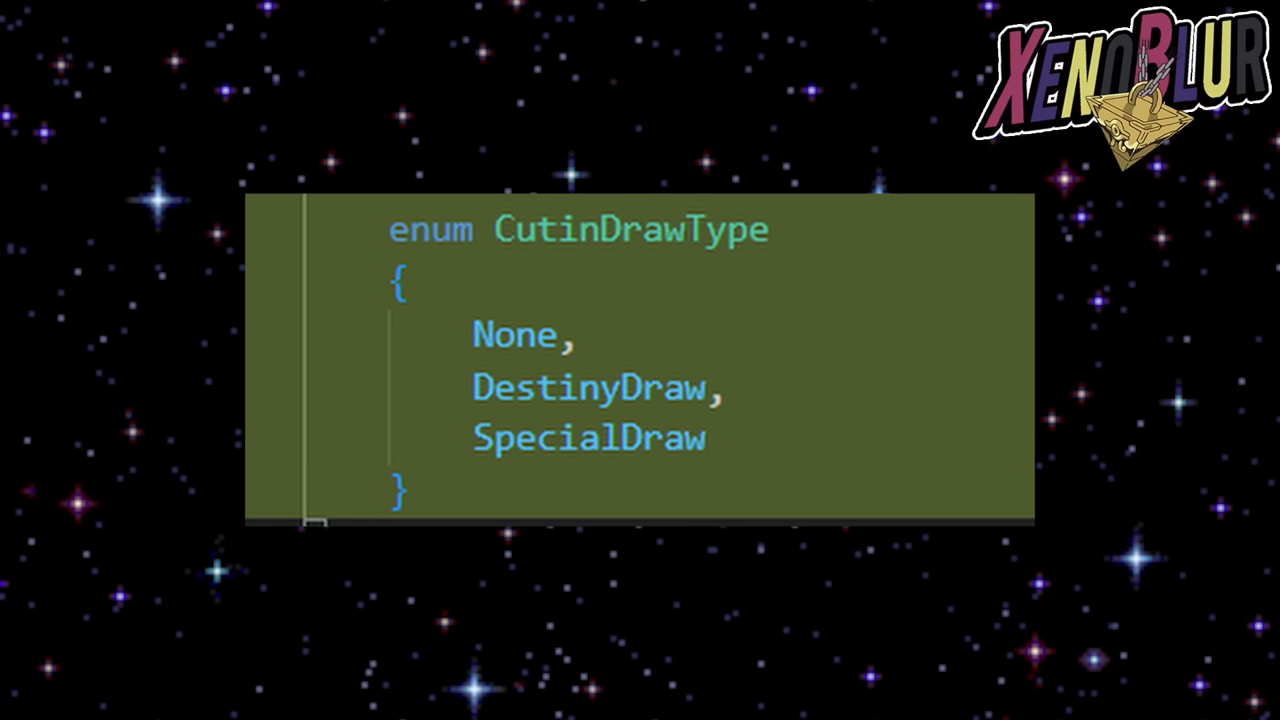 XENOBLUR
enum CutinDrawType
{
None,
DestinyDraw,
SpecialDraw
}